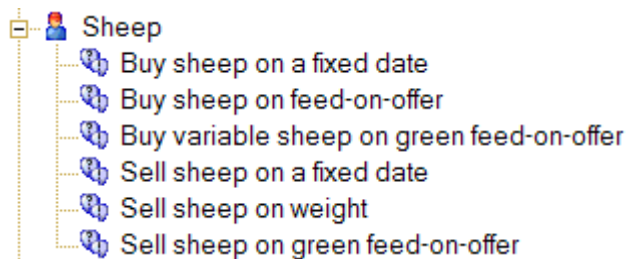 Sheep
Buy sheep on a fixed date
Buy sheep on feed-on-offer
Buy variable sheep on green feed-on-offer
Sell sheep on a fixed date
Sell sheep on weight
Sell sheep on green feed-on-offer